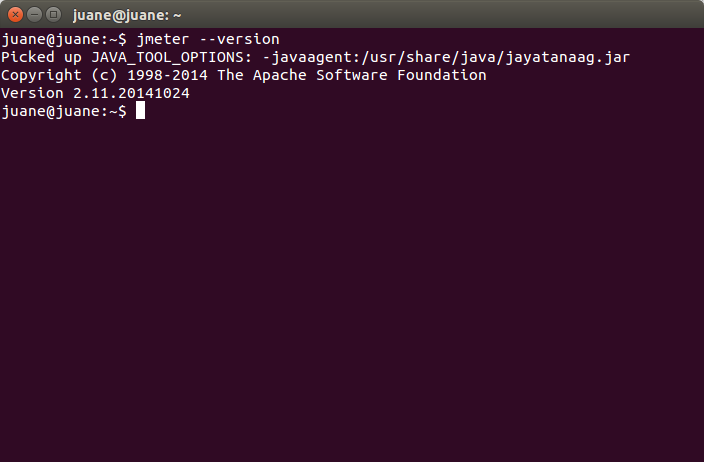 juane@juane: ~
juane@juane:~$ jmeter --version
Picked up JAVA_TOOL_OPTIONS: -javaagent:/usr/share/java/jayatanaag.jar
Copyright (c) 1998-2014 The Apache Software Foundation
Version 2.11.20141024
juane@juane:~$